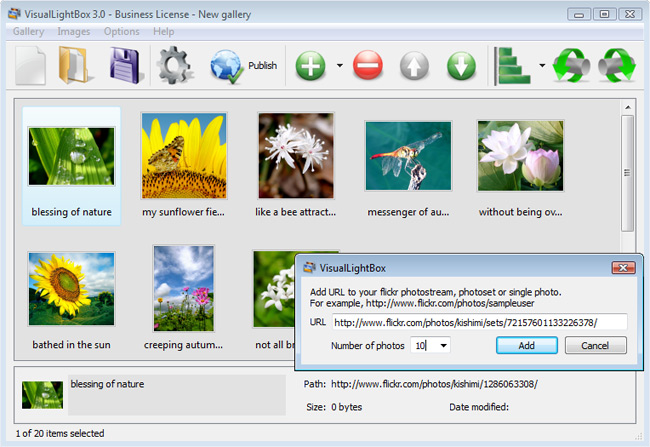 VisualLightBox 3.0 - Business License - New gallery
Gallery Images Options Help
Publish
blessing of nature
my sunflower fie...
like a bee attract...
messenger of au...
without being ov...
bathed in the sun
creeping autum...
not all br
VisualLightBox
Add URL to your flickr photostream, photoset or single photo.
For example, http://www.flickr.com/photos/sampleuser
URL http://www.flickr.com/photos/kishimi/sets/72157601133226378/
Number of photos 10 Add Cancel
blessing of nature
Path: http://www.flickr.com/photos/kishimi/1286063308/
Size: 0 bytes Date modified:
1 of 20 items selected